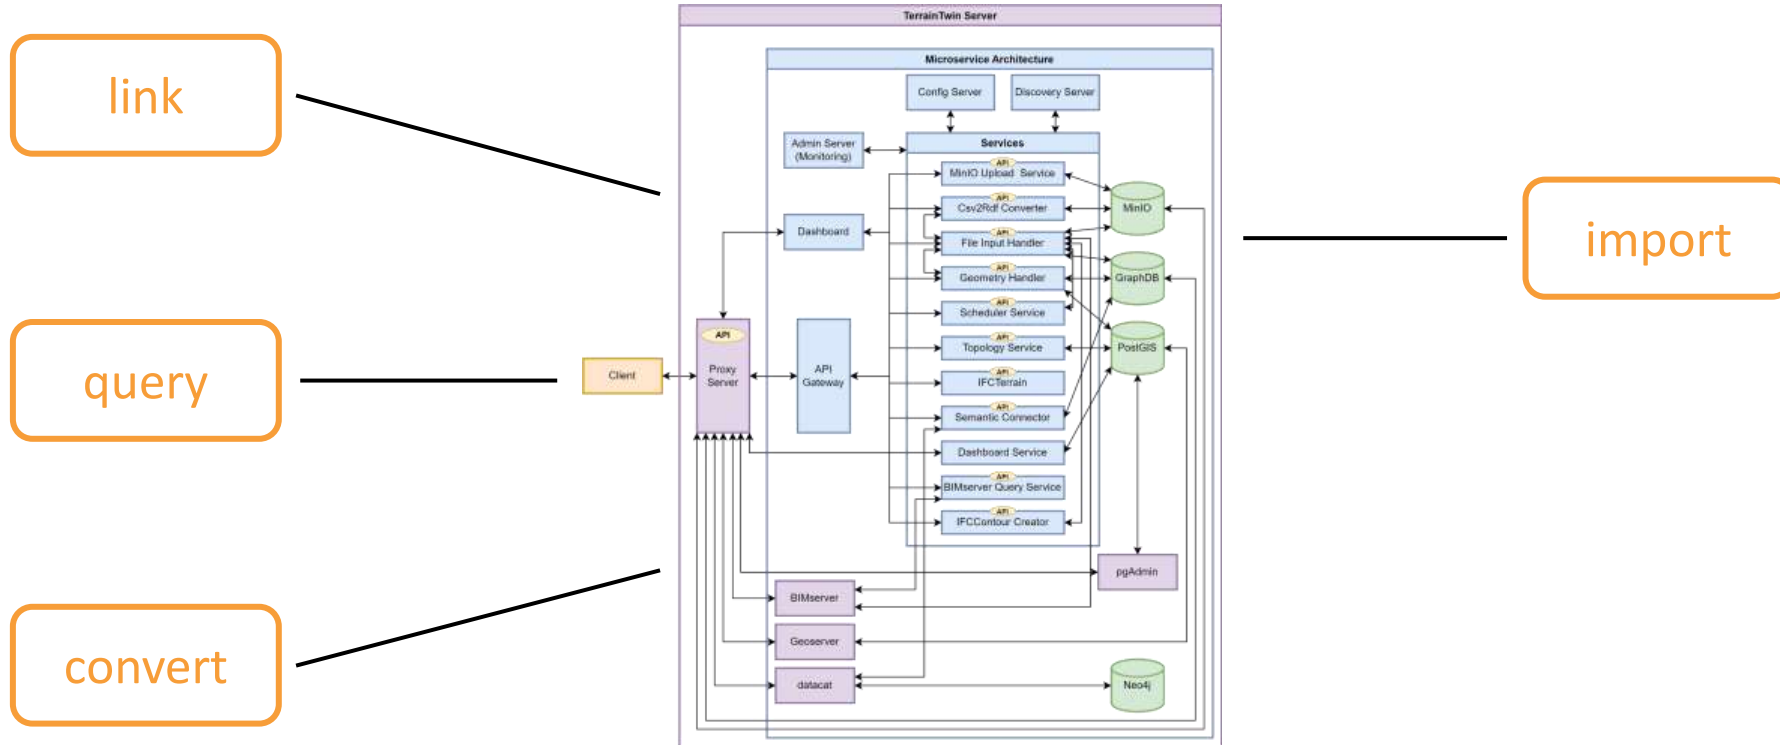 TerrainTwin Server
Microservice Architecture
link
query
convert
import
Config Server
Discovery Server
Admin Server
(Monitoring)
Services
API
MinIO Upload Service
API
Csv2Rdf Converter
API
File Input Handler
API
Geometry Handler
API
Scheduler Service
API
Topology Service
API
IFCTerrain
API
Semantic Connector
Dashboard Service
API
BIMserver Query Service
API
IFCContour Creator
Dashboard
Client
API
Proxy
Server
API
Gateway
MinIO
GraphDB
PostGIS
pgAdmin
BIMserver
Geoserver
datacat
Neo4j